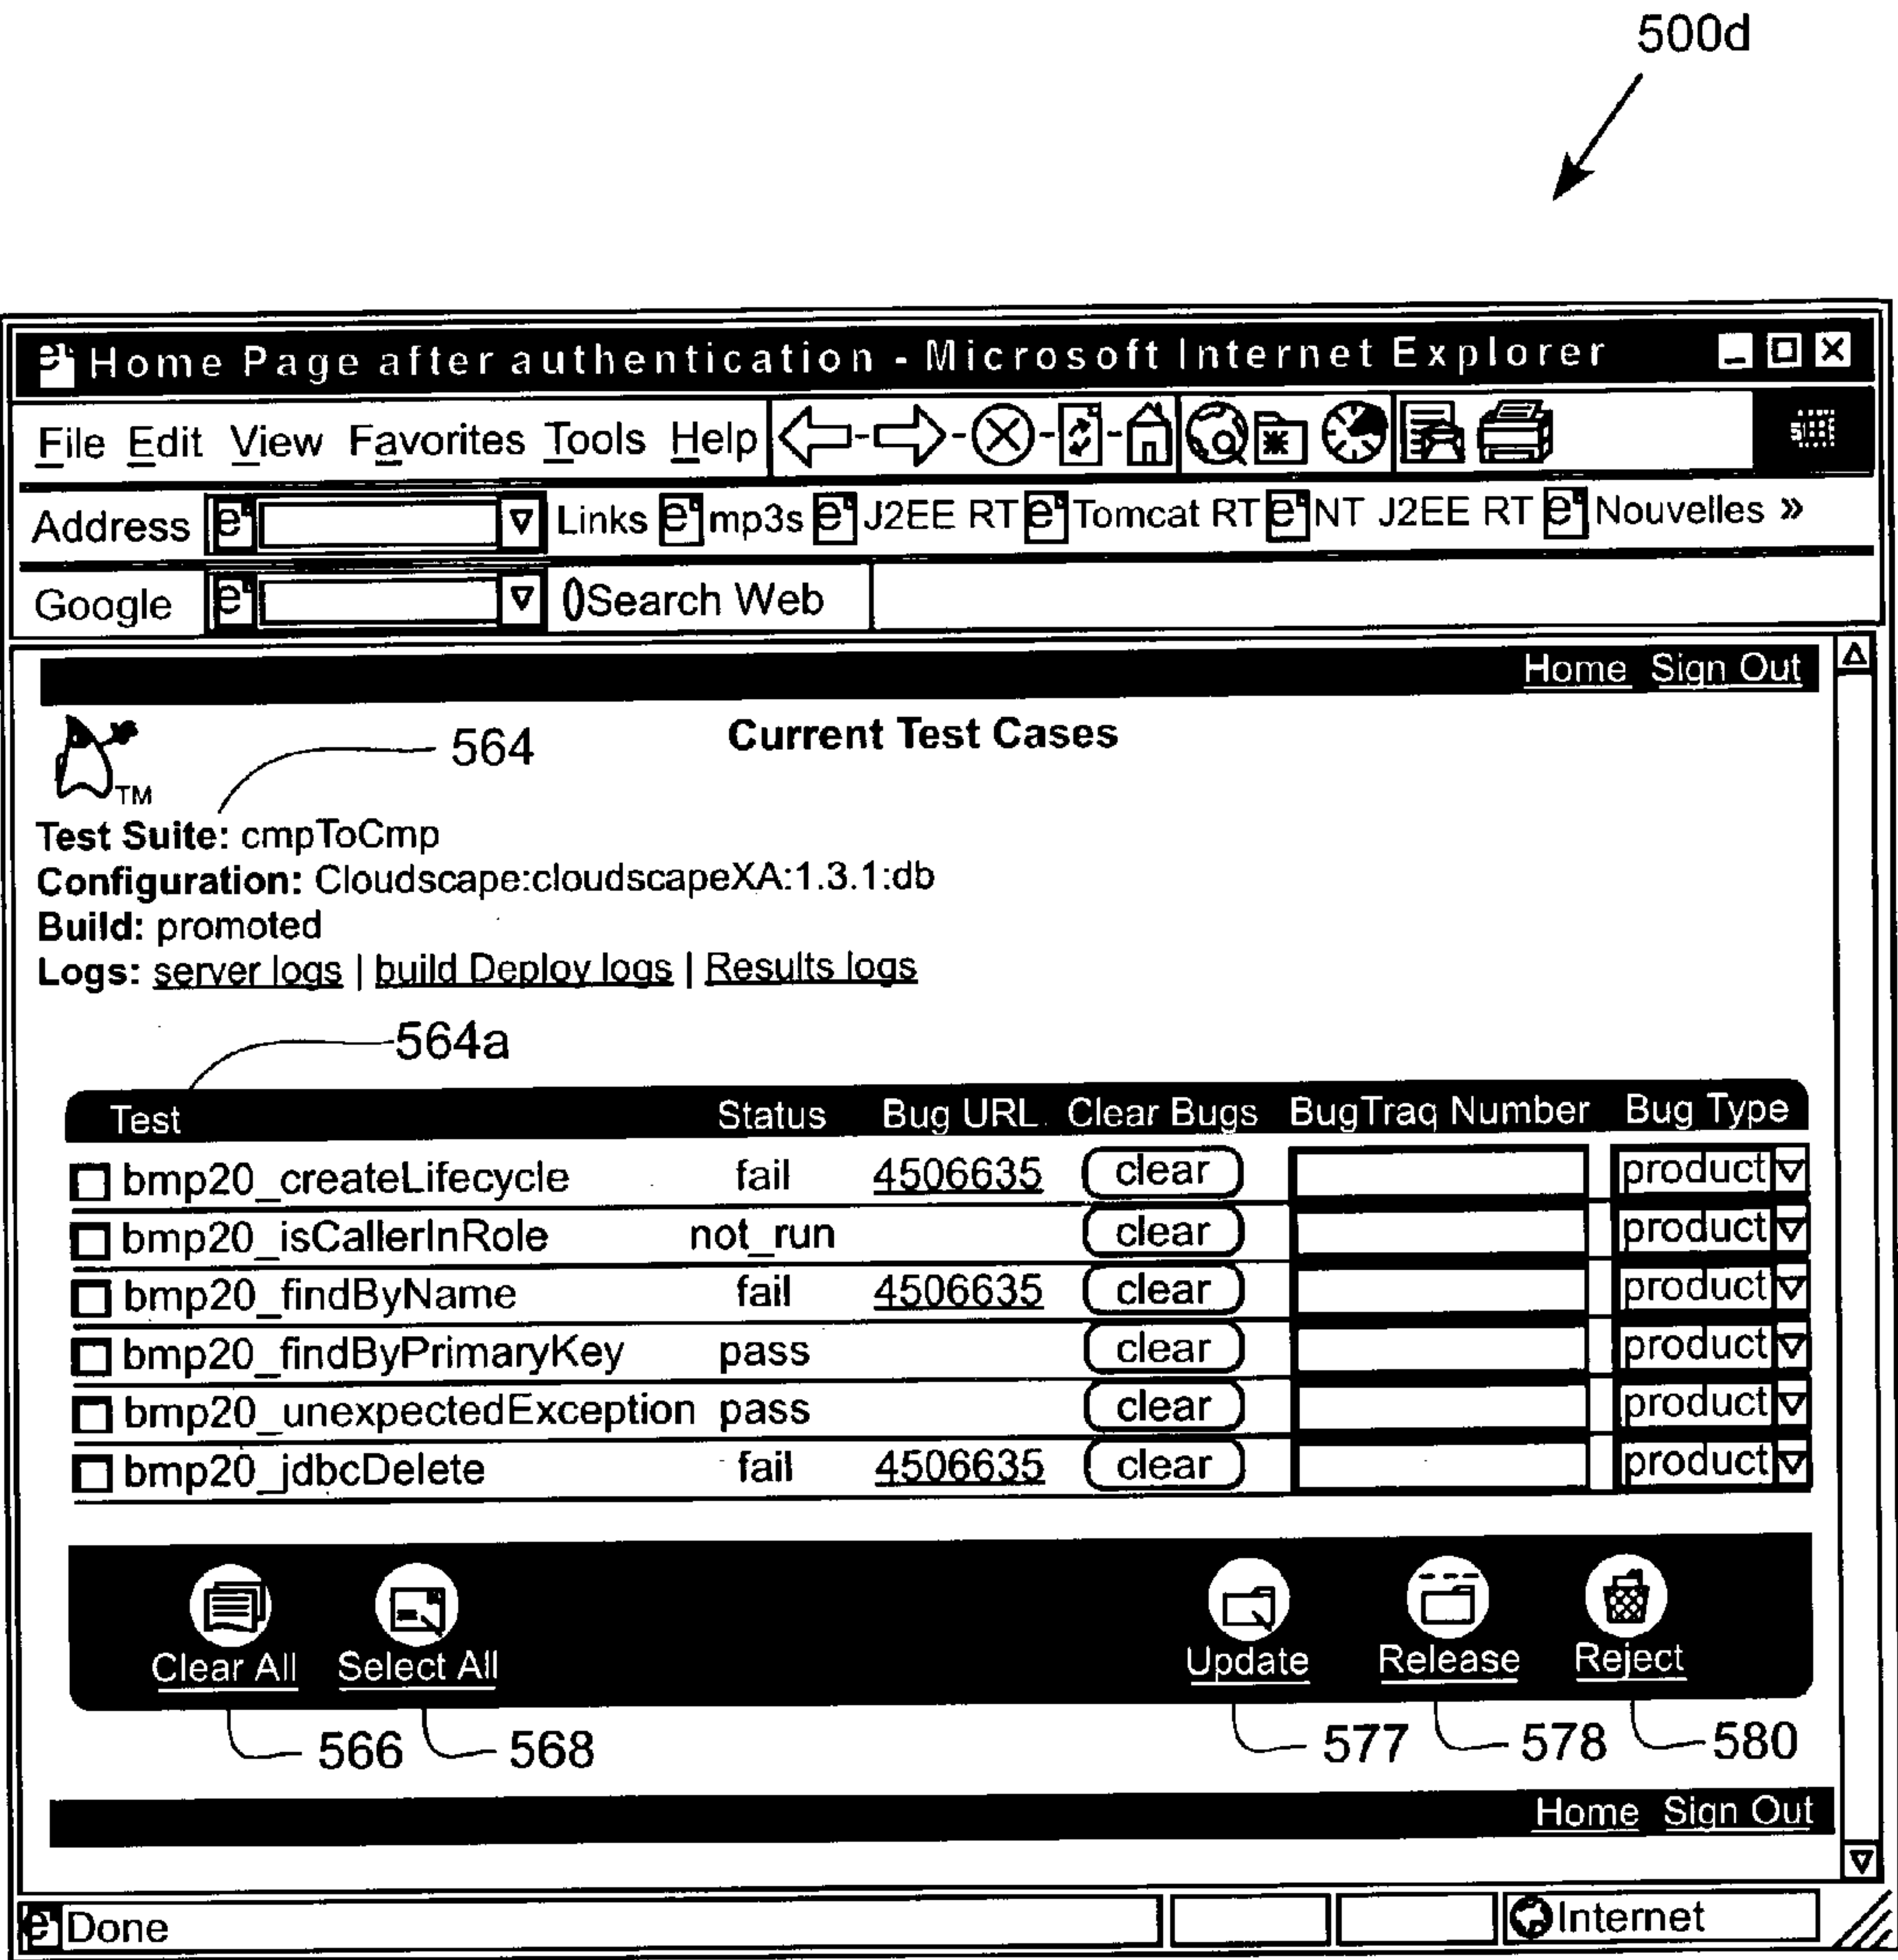 500d
Home Page after authentication - Microsoft Internet Explorer
File Edit View Favorites Tools Help
Address Links mp3s J2EE RT Tomcat RT NT J2EE RT Nouvelles »
Google Search Web
Home Sign Out
564 Current Test Cases
TM
Test Suite: cmpToCmp
Configuration: Cloudscape:cloudscapeXA:1.3.1:db
Build: promoted
Logs: server logs | build Deploy logs | Results logs
564a
Test Status Bug URL Clear Bugs BugTraq Number Bug Type
bmp20_createLifecycle fail 4506635 clear product
bmp20_isCallerInRole not_run clear product
bmp20_findByName fail 4506635 clear product
bmp20_findByPrimaryKey pass clear product
bmp20_unexpectedException pass clear product
bmp20_jdbcDelete fail 4506635 clear product
Clear All Select All Update Release Reject
566 568 577 578 580
Home Sign Out
Done Internet